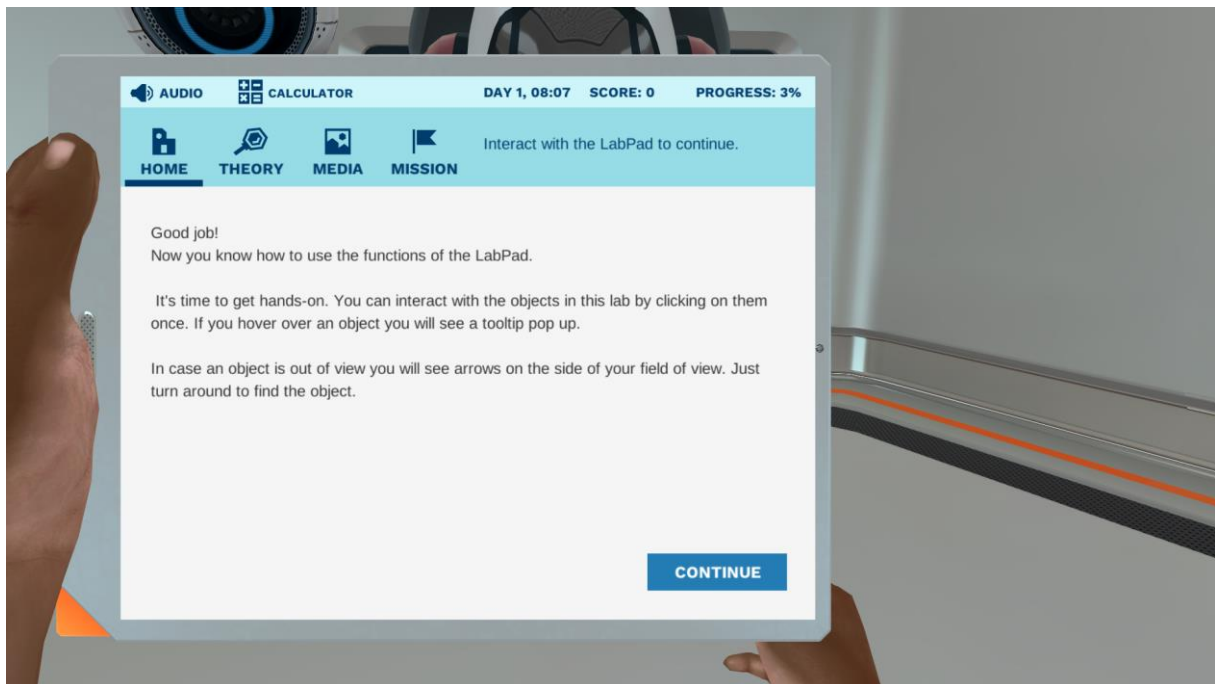 AUDIO CALCULATOR DAY 1, 08:07 SCORE: 0 PROGRESS: 3%
HOME THEORY MEDIA MISSION Interact with the LabPad to continue.
Good job!
Now you know how to use the functions of the LabPad.
It's time to get hands-on. You can interact with the objects in this lab by clicking on them
once. If you hover over an object you will see a tooltip pop up.
In case an object is out of view you will see arrows on the side of your field of view. Just
turn around to find the object.
CONTINUE